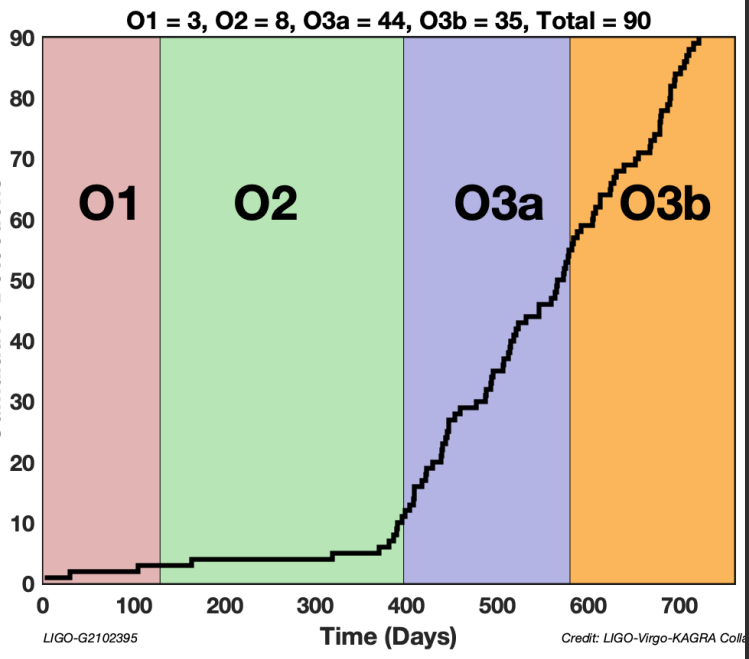 O1 = 3, O2 = 8, O3a = 44, O3b = 35, Total = 90
90
80
70
60
50
40
30
20
10
0
O1 O2 O3a O3b
0 100 200 300 400 500 600 700
Time (Days)
LIGO-G2102395
Credit: LIGO-Virgo-KAGRA